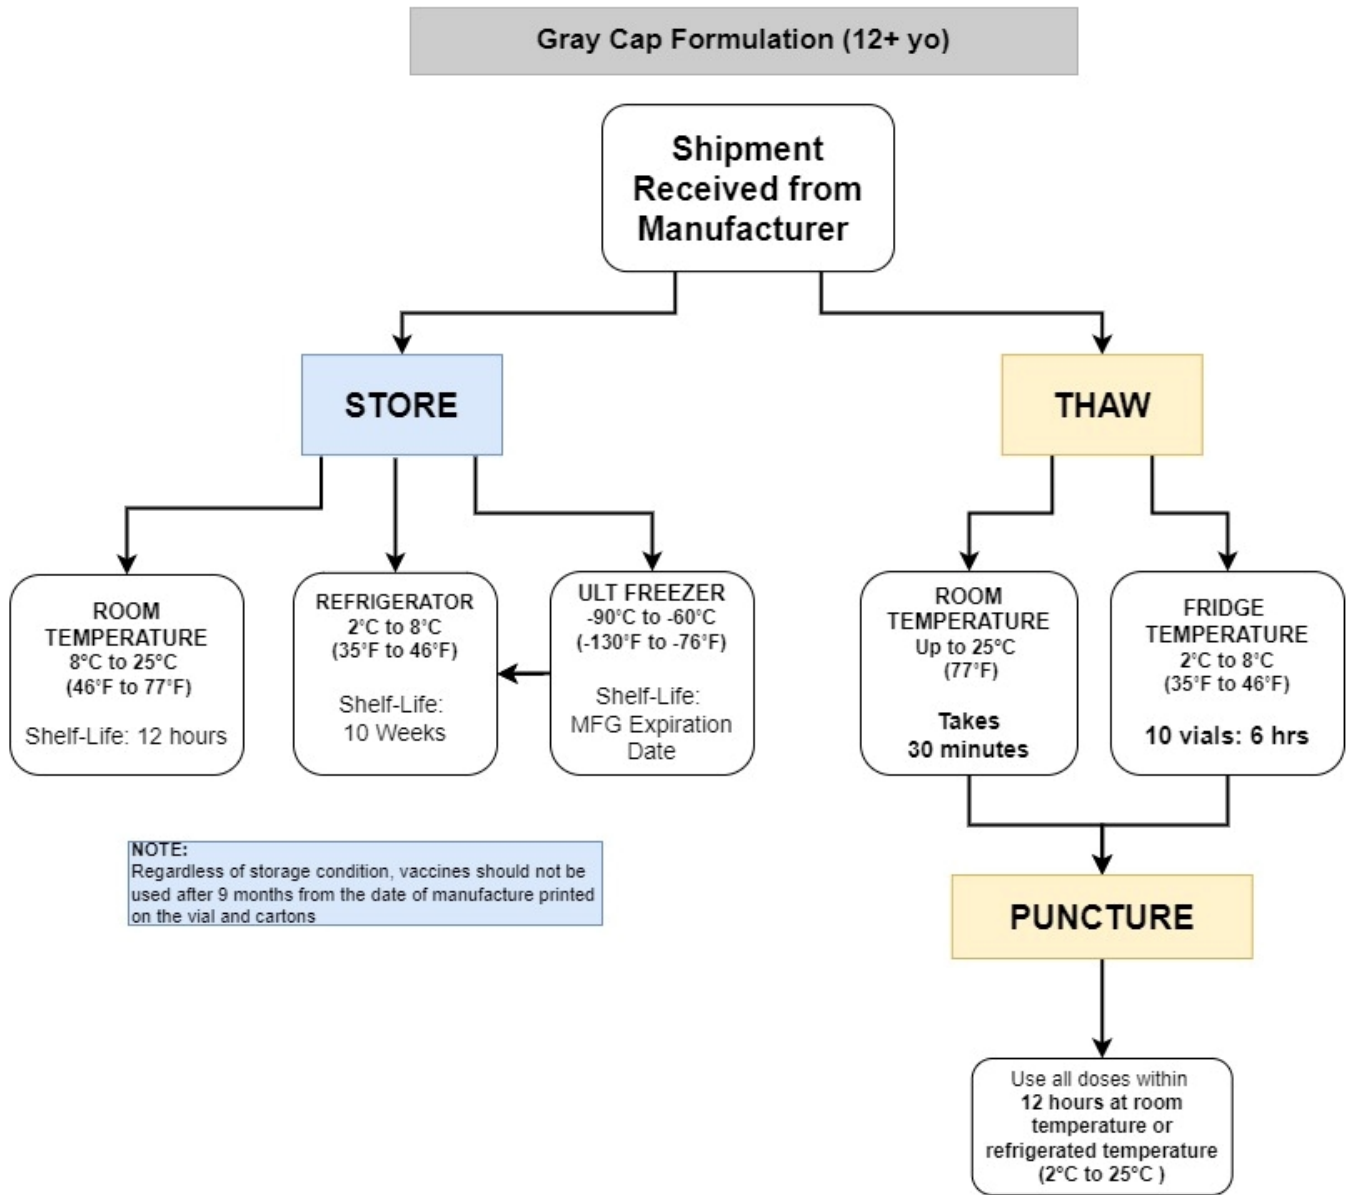 Gray Cap Formulation (12+ yo)
Shipment
Received from
Manufacturer
STORE
THAW
ROOM
TEMPERATURE
8°C to 25°C
(46°F to 77°F)
Shelf-Life: 12 hours
REFRIGERATOR
2°C to 8°C
(35°F to 46°F)
Shelf-Life:
10 Weeks
ULT FREEZER
-90°C to -60°C
(-130°F to -76°F)
Shelf-Life:
MFG Expiration
Date
ROOM
TEMPERATURE
Up to 25°C
(77°F)
Takes
30 minutes
FRIDGE
TEMPERATURE
2°C to 8°C
(35°F to 46°F)
10 vials: 6 hrs
NOTE:
Regardless of storage condition, vaccines should not be
used after 9 months from the date of manufacture printed
on the vial and cartons
PUNCTURE
Use all doses within
12 hours at room
temperature or
refrigerated temperature
(2°C to 25°C )